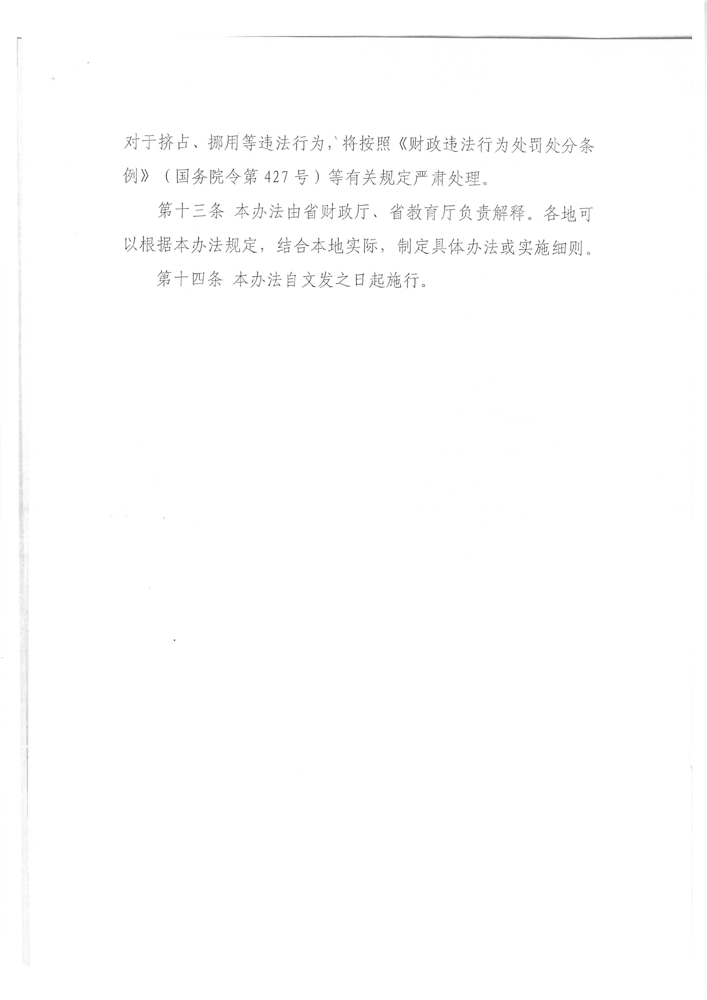 对于挤占、挪用等违法行为，将按照《财政违法行为处罚处分条
例》（国务院令第 427 号）等有关规定严肃处理。
第十三条 本办法由省财政厅、省教育厅负责解释。各地可
以根据本办法规定，结合本地实际，制定具体办法或实施细则。
第十四条 本办法自文发之日起施行。